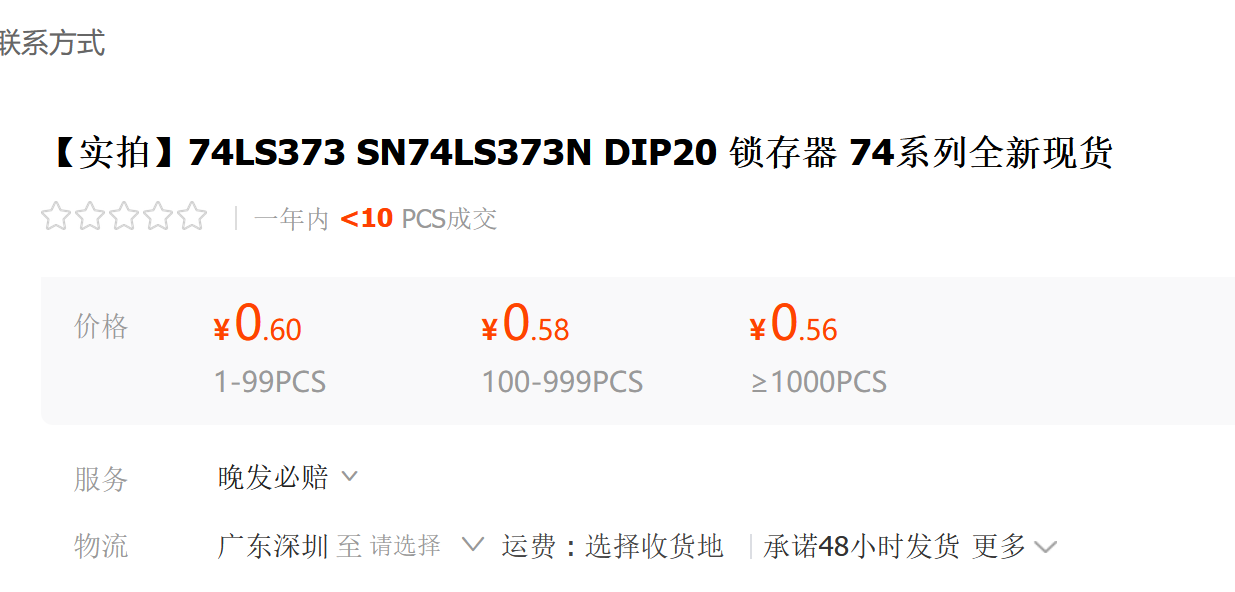 联系方式
【实拍】74LS373 SN74LS373N DIP20 锁存器 74系列全新现货
一年内 <10 PCS成交
价格 ¥0.60 ¥0.58 ¥0.56
1-99PCS 100-999PCS ≥1000PCS
服务 晚发必赔
物流 广东深圳 至 请选择 运费：选择收货地 承诺48小时发货 更多